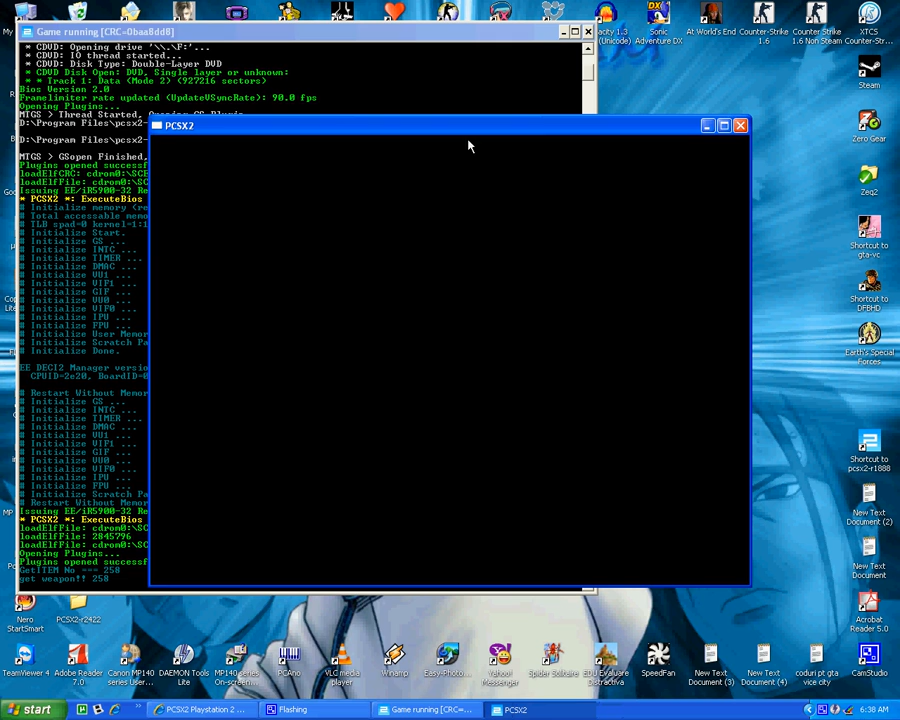 My
acity 1.3
(Unicode)
Sonic
Adventure DX
At World's End
Counter-Strike
1.6
Counter Strike
1.6 Non Steam
XTCS
Counter-Str...
Game running [CRC=0baa8dd8]
* CDVD: Opening drive '\\.\F:'...
* CDVD: IO thread started...
* CDVD: Disk Type: Double-Layer DVD
* CDVD Disk Open: DVD, Single layer or unknown:
* * Track 1: Data (Mode 2) (927216 sectors)
Bios Version 2.0
Framelimiter rate updated (UpdateVSyncRate): 90.0 fps
Opening Plugins...
MTGS > Thread Started, Opening GS Plugin
D:\Program Files\pcsx2-
D:\Program Files\pcsx2-
MTGS > GSopen Finished,
Plugins opened successf
loadElfCRC: cdrom0:\SCE
loadElfFile: cdrom0:\SC
Issuing EE/iR5900-32 Re
* PCSX2 *: ExecuteBios
# Initialize memory (re
# Total accessable memo
# TLB spad=0 kernel=1:1
# Initialize Start.
# Initialize GS ...
# Initialize INTC ...
# Initialize TIMER ...
# Initialize DMAC ...
# Initialize VU1 ...
# Initialize VIF1 ...
# Initialize GIF ...
# Initialize VU0 ...
# Initialize VIF0 ...
# Initialize IPU ...
# Initialize FPU ...
# Initialize User Memor
# Initialize Scratch Pa
# Initialize Done.
EE DECI2 Manager versio
CPUID=2e20, BoardID=0
# Restart Without Memor
# Initialize GS ...
# Initialize INTC ...
# Initialize TIMER ...
# Initialize DMAC ...
# Initialize VU1 ...
# Initialize VIF1 ...
# Initialize GIF ...
# Initialize VU0 ...
# Initialize VIF0 ...
# Initialize IPU ...
# Initialize FPU ...
# Initialize Scratch Pa
# Restart Without Memor
Issuing EE/iR5900-32 Re
* PCSX2 *: ExecuteBios
loadElfFile: cdrom0:\SC
loadElfFile: 2845796
loadElfFile: cdrom0:\SC
Opening Plugins...
Plugins opened successf
GetITEM No === 258
get weapon!! 258
PCSX2
Steam
Zero Gear
Zeq2
Shortcut to
gta-vc
Shortcut to
DFBHD
Earth's Special
Forces
Shortcut to
pcsx2-r1888
New Text
Document (2)
New Text
Document
Acrobat
Reader 5.0
Nero
StartSmart
PCSX2-r2422
TeamViewer 4
Adobe Reader
7.0
Canon MP140
series User...
DAEMON Tools
Lite
MP140 series
On-screen...
PCAho
VLC media
player
Winamp
Easy-Photo...
Yahoo!
Messenger
Spider Solitaire
EDU Evaluare
Distractiva
SpeedFan
New Text
Document (3)
New Text
Document (4)
coduri pt gta
vice city
CamStudio
start
PCSX2 Playstation 2 ...
Flashing
Game running [CRC=...
PCSX2
6:38 AM